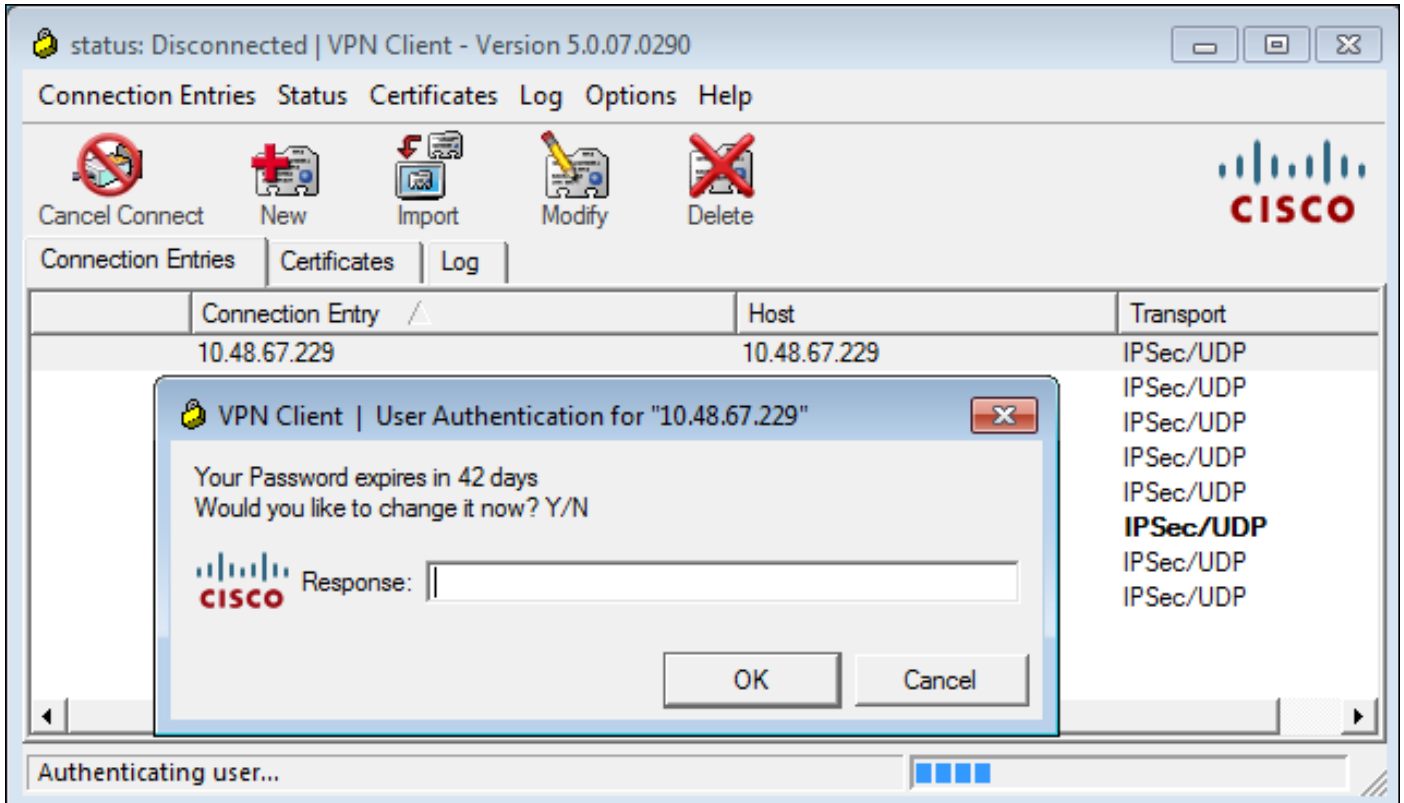 status: Disconnected | VPN Client - Version 5.0.07.0290
Connection Entries Status Certificates Log Options Help
Cancel Connect New Import Modify Delete
CISCO
Connection Entries Certificates Log
Connection Entry Host Transport
10.48.67.229 10.48.67.229 IPSec/UDP
IPSec/UDP
IPSec/UDP
IPSec/UDP
IPSec/UDP
IPSec/UDP
IPSec/UDP
IPSec/UDP
VPN Client | User Authentication for "10.48.67.229"
Your Password expires in 42 days
Would you like to change it now? Y/N
CISCO Response:
OK Cancel
Authenticating user...